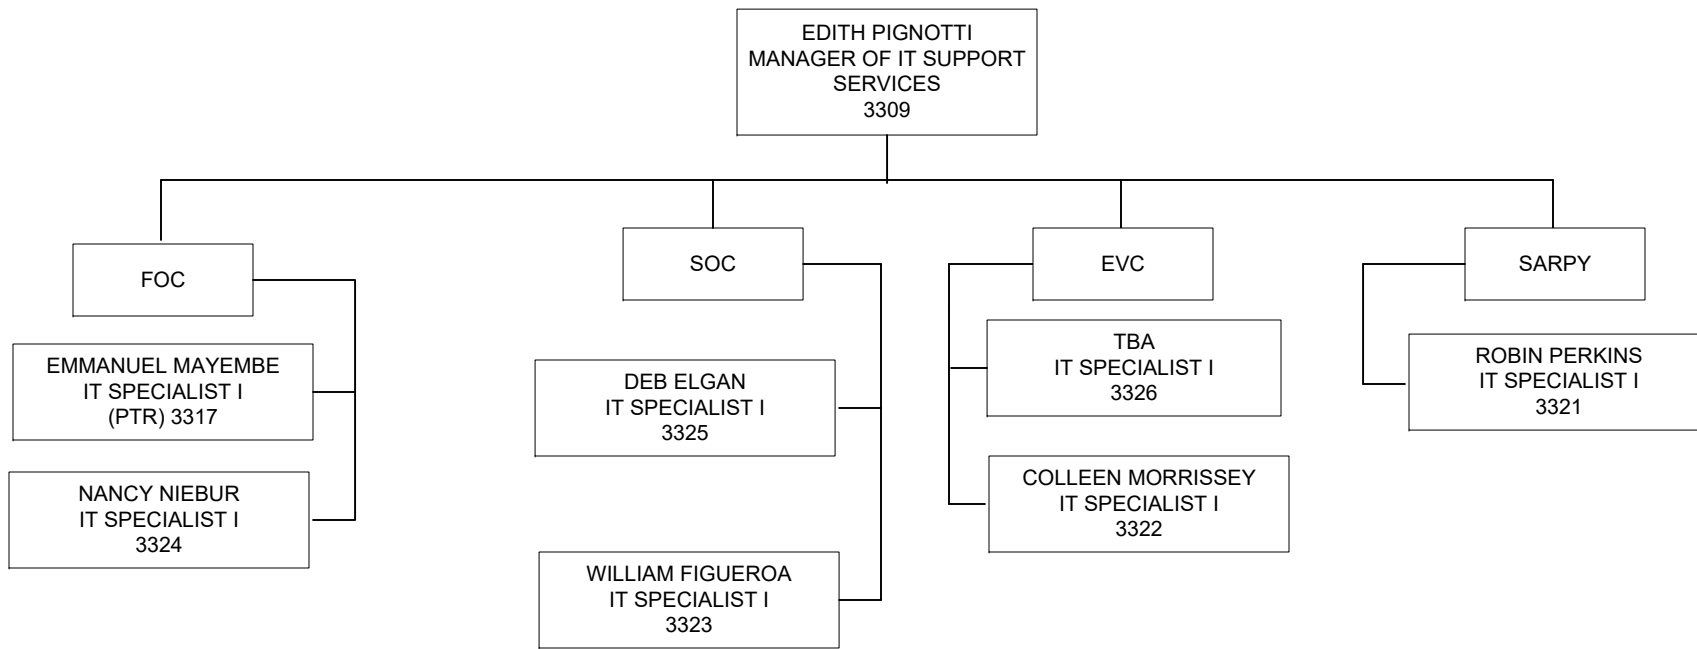 EDITH PIGNOTTI
MANAGER OF IT SUPPORT
SERVICES
3309
FOC
EMMANUEL MAYEMBE
IT SPECIALIST I
(PTR) 3317
NANCY NIEBUR
IT SPECIALIST I
3324
SOC
DEB ELGAN
IT SPECIALIST I
3325
WILLIAM FIGUEROA
IT SPECIALIST I
3323
EVC
TBA
IT SPECIALIST I
3326
COLLEEN MORRISSEY
IT SPECIALIST I
3322
SARPY
ROBIN PERKINS
IT SPECIALIST I
3321